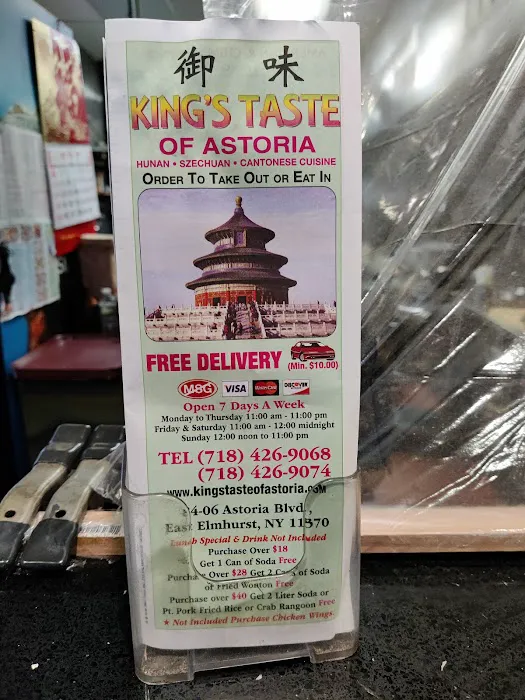 御 味
KING'S TASTE
OF ASTORIA
HUNAN • SZECHUAN • CANTONESE CUISINE
ORDER TO TAKE OUT OR EAT IN
FREE DELIVERY (Min. $10.00)
MSG VISA MasterCard DISCOVER
Open 7 Days A Week
Monday to Thursday 11:00 am - 11:00 pm
Friday & Saturday 11:00 am - 12:00 midnight
Sunday 12:00 noon to 11:00 pm
TEL (718) 426-9068
(718) 426-9074
www.kingstasteofastoria.com
4-06 Astoria Blvd.,
East Elmhurst, NY 11370
Lunch Special & Drink Not Included
Purchase Over $18
Get 1 Can of Soda Free
Purchase Over $28 Get 2 Cans of Soda
or Fried Wonton Free
Purchase over $40 Get 2 Liter Soda or
Pt. Pork Fried Rice or Crab Rangoon Free
★ Not Included Purchase Chicken Wings.